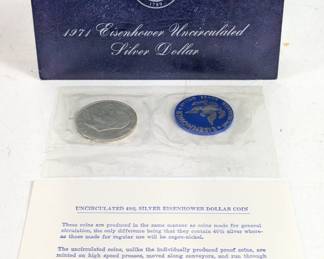 1789
1971 Eisenhower Uncirculated
Silver Dollar
UNCIRCULATED 40% SILVER EISENHOWER DOLLAR COIN
These coins are produced in the same manner as coins made for general
circulation, the only difference being that they contain 40% silver where-
as those made for regular use will be cupro-nickel.
The uncirculated coins, unlike the individually produced proof coins, are
minted on high speed presses, moved along conveyors, and run through